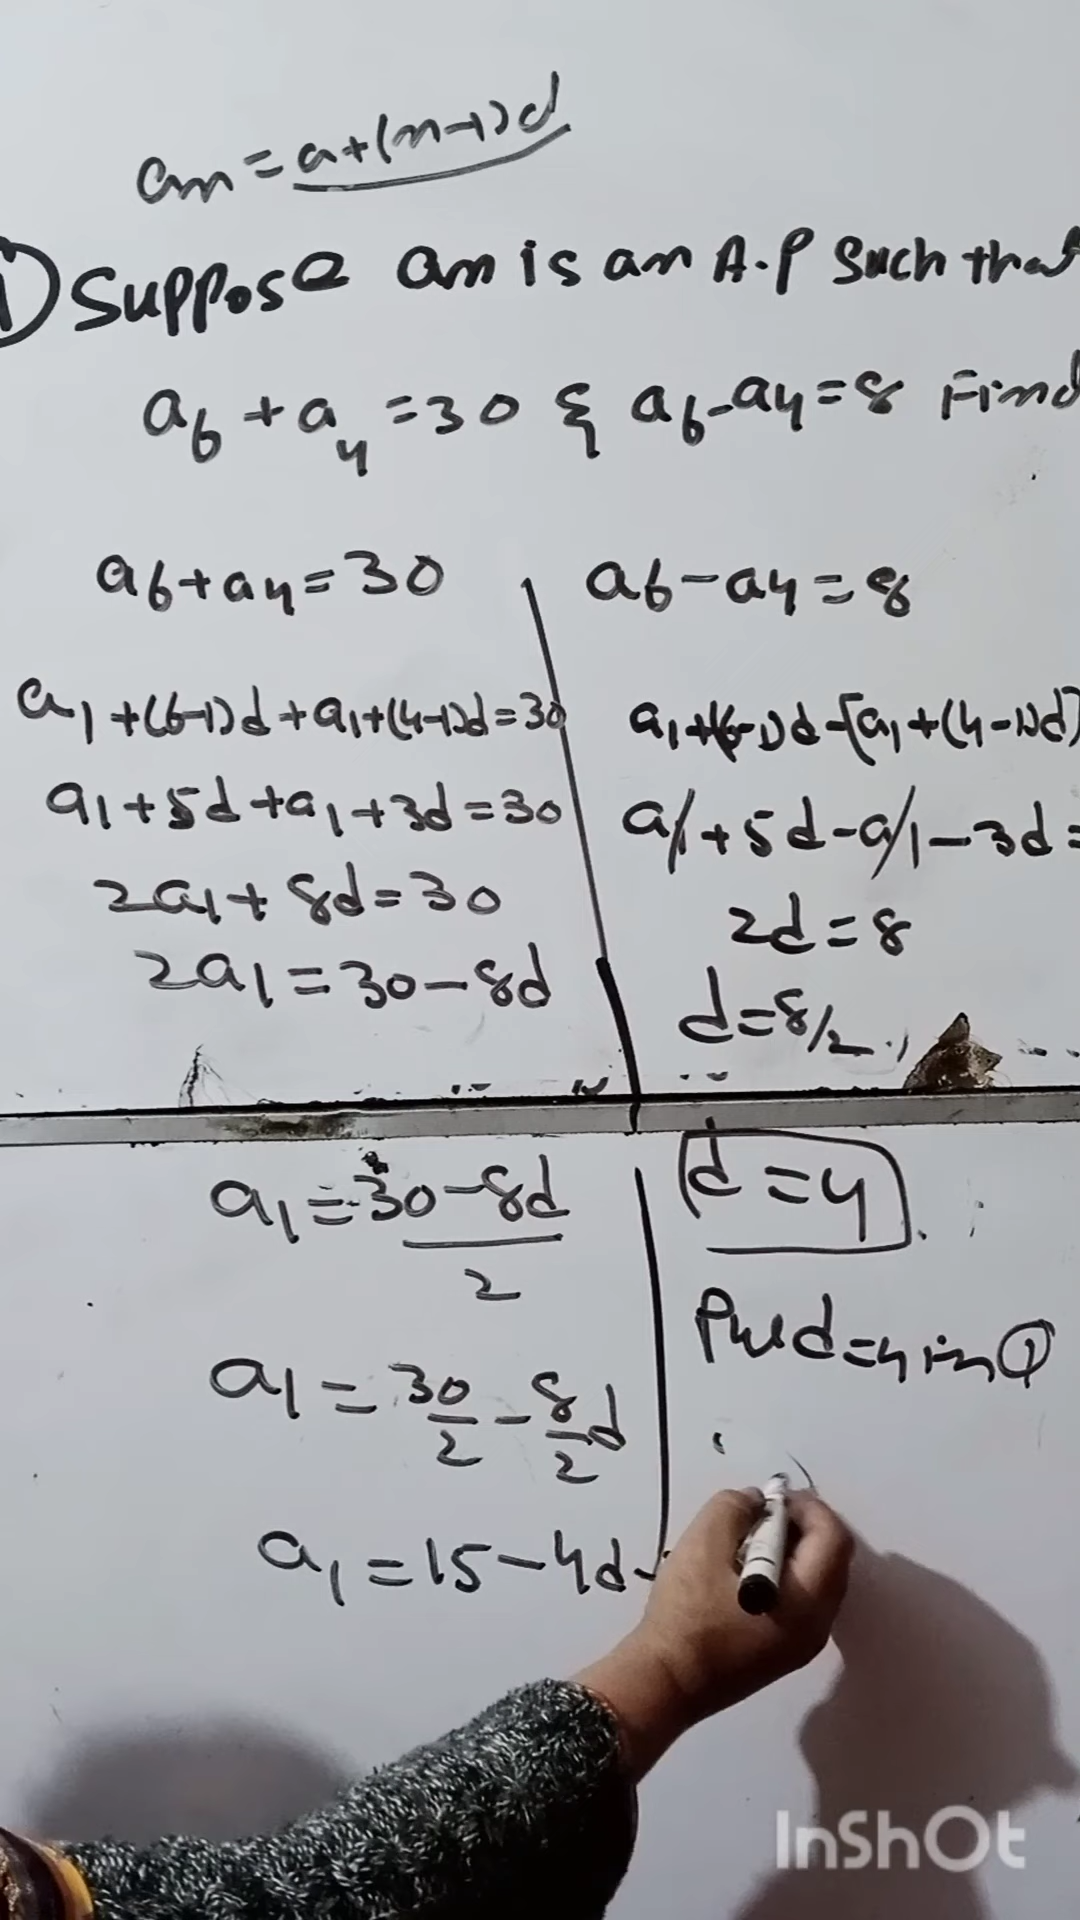 an = a+(n-1)d
1) Suppose an is an A.P such that
a6 + a4 = 30 & a6-a4=8 Find
a6+a4=30
a1+(6-1)d+a1+(4-1)d=30
a1+5d+a1+3d=30
2a1+8d=30
2a1=30-8d
a1=30-8d/2
a1=30/2-8/2d
a1=15-4d-
a6-a4=8
a1+(6-1)d-[a1+(4-1)d]
a1+5d-a1-3d=
2d=8
d=8/2
d=4
Put d=4 in ①
InShOt